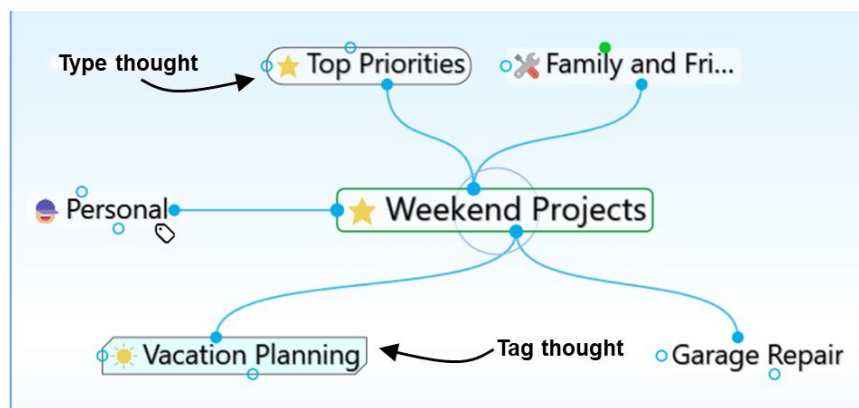 Type thought
Top Priorities
Family and Fri...
Personal
Weekend Projects
Vacation Planning
Tag thought
Garage Repair